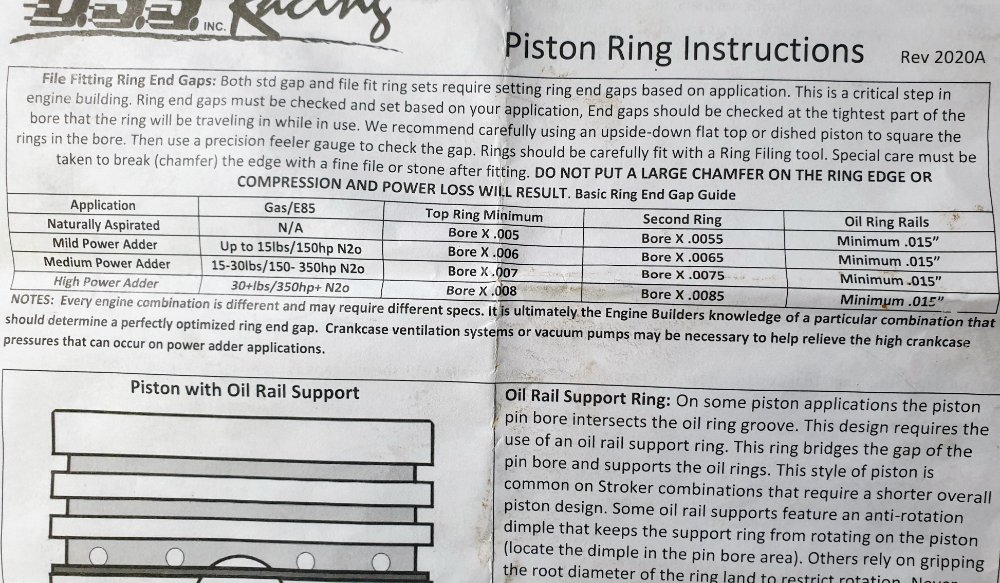 D.S.S. INC. Racing
Piston Ring Instructions Rev 2020A
File Fitting Ring End Gaps: Both std gap and file fit ring sets require setting ring end gaps based on application. This is a critical step in
engine building. Ring end gaps must be checked and set based on your application, End gaps should be checked at the tightest part of the
bore that the ring will be traveling in while in use. We recommend carefully using an upside-down flat top or dished piston to square the
rings in the bore. Then use a precision feeler gauge to check the gap. Rings should be carefully fit with a Ring Filing tool. Special care must be
taken to break (chamfer) the edge with a fine file or stone after fitting. DO NOT PUT A LARGE CHAMFER ON THE RING EDGE OR
COMPRESSION AND POWER LOSS WILL RESULT. Basic Ring End Gap Guide
Application Gas/E85 Top Ring Minimum Second Ring Oil Ring Rails
Naturally Aspirated N/A Bore X .005 Bore X .0055 Minimum .015"
Mild Power Adder Up to 15lbs/150hp N2o Bore X .006 Bore X .0065 Minimum .015"
Medium Power Adder 15-30lbs/150- 350hp N2o Bore X .007 Bore X .0075 Minimum .015"
High Power Adder 30+lbs/350hp+ N2o Bore X .008 Bore X .0085 Minimum .015"
NOTES: Every engine combination is different and may require different specs. It is ultimately the Engine Builders knowledge of a particular combination that
should determine a perfectly optimized ring end gap. Crankcase ventilation systems or vacuum pumps may be necessary to help relieve the high crankcase
pressures that can occur on power adder applications.
Piston with Oil Rail Support
Oil Rail Support Ring: On some piston applications the piston
pin bore intersects the oil ring groove. This design requires the
use of an oil rail support ring. This ring bridges the gap of the
pin bore and supports the oil rings. This style of piston is
common on Stroker combinations that require a shorter overall
piston design. Some oil rail supports feature an anti-rotation
dimple that keeps the support ring from rotating on the piston
(locate the dimple in the pin bore area). Others rely on gripping
the root diameter of the ring land to restrict rotation. Never